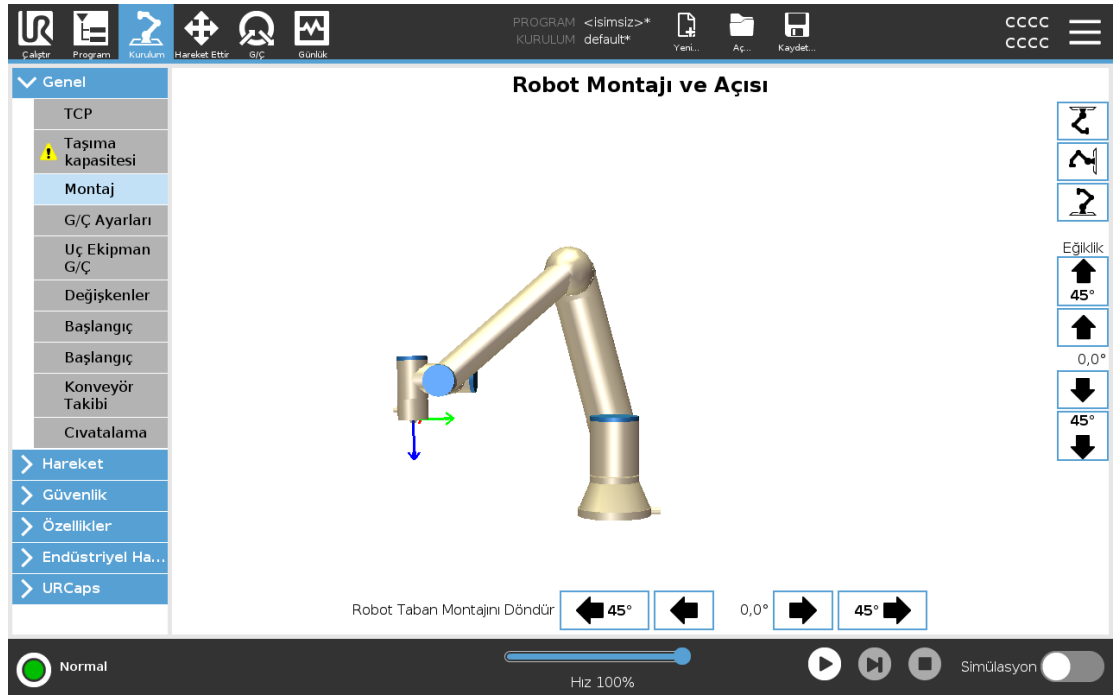 PROGRAM <isimsiz>*
KURULUM default*
cccc
cccc
Çalıştır
Program
Kurulum
Hareket Ettir
G/Ç
Günlük
Yeni...
Aç...
Kaydet...
Genel
TCP
Taşıma
kapasitesi
Montaj
G/Ç Ayarları
Uç Ekipman
G/Ç
Değişkenler
Başlangıç
Başlangıç
Konveyör
Takibi
Cıvatalama
Hareket
Güvenlik
Özellikler
Endüstriyel Ha...
URCaps
Robot Montajı ve Açısı
Eğiklik
45°
0,0°
45°
Robot Taban Montajını Döndür
45°
0,0°
45°
Normal
Hız 100%
Simülasyon